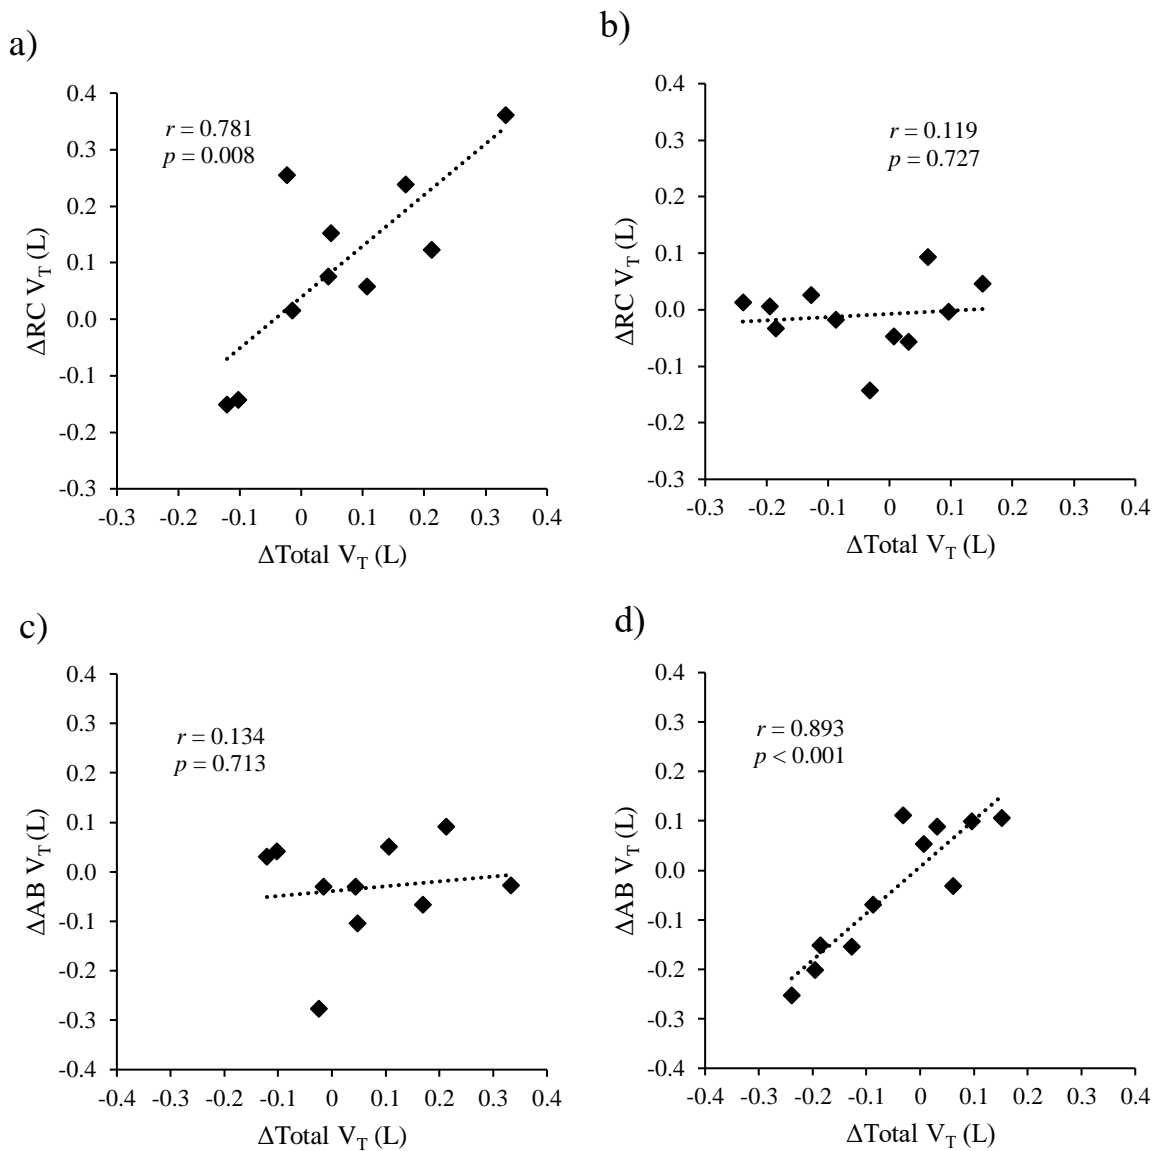 a)
r = 0.781
p = 0.008
0.4
0.3
0.2
0.1
0.0
-0.1
-0.2
-0.3
-0.3 -0.2 -0.1 0 0.1 0.2 0.3 0.4
ΔRC V_T (L)
ΔTotal V_T (L)
b)
r = 0.119
p = 0.727
0.4
0.3
0.2
0.1
0.0
-0.1
-0.2
-0.3
-0.3 -0.2 -0.1 0 0.1 0.2 0.3 0.4
ΔRC V_T (L)
ΔTotal V_T (L)
c)
r = 0.134
p = 0.713
0.4
0.3
0.2
0.1
0.0
-0.1
-0.2
-0.3
-0.4
-0.4 -0.3 -0.2 -0.1 0 0.1 0.2 0.3 0.4
ΔAB V_T (L)
ΔTotal V_T (L)
d)
r = 0.893
p < 0.001
0.4
0.3
0.2
0.1
0.0
-0.1
-0.2
-0.3
-0.4
-0.4 -0.3 -0.2 -0.1 0 0.1 0.2 0.3 0.4
ΔAB V_T (L)
ΔTotal V_T (L)